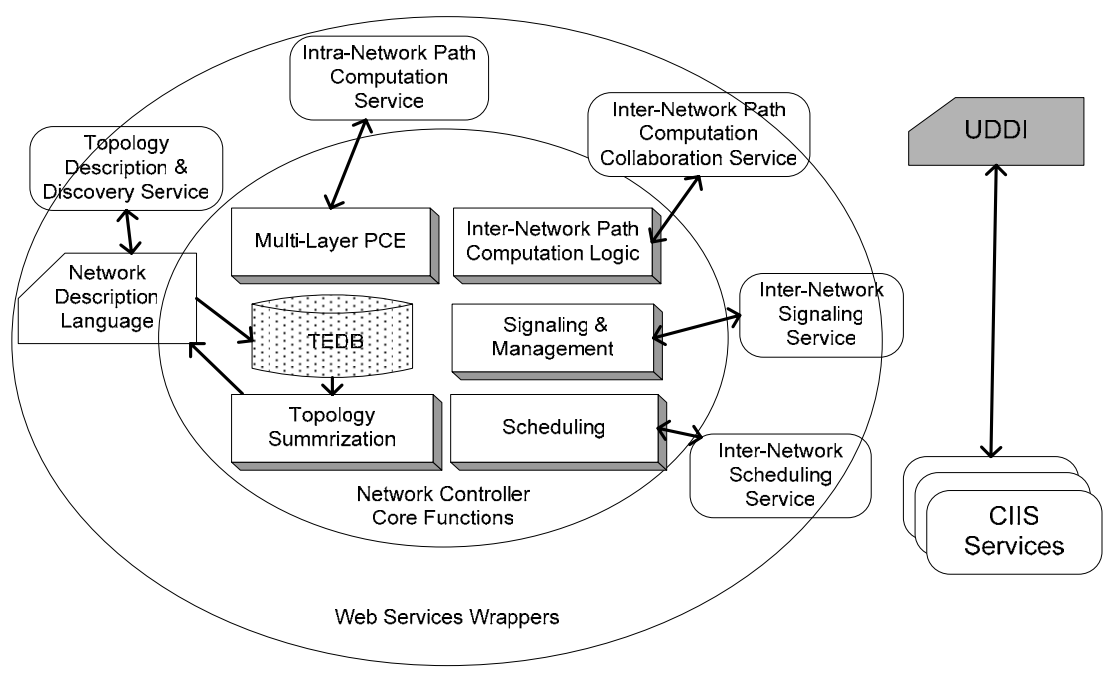 Intra-Network Path
Computation
Service
Inter-Network Path
Computation
Collaboration Service
UDDI
Topology
Description &
Discovery Service
Multi-Layer PCE
Inter-Network Path
Computation Logic
Network
Description
Language
TEDB
Signaling &
Management
Inter-Network
Signaling
Service
Topology
Summrization
Scheduling
Inter-Network
Scheduling
Service
Network Controller
Core Functions
CIIS
Services
Web Services Wrappers